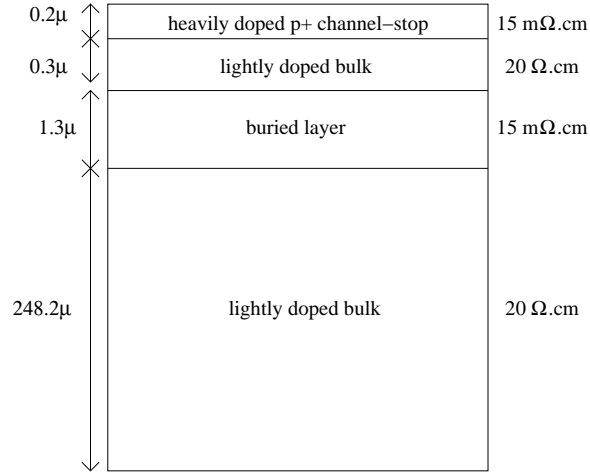 0.2μ heavily doped p+ channel−stop 15 mΩ.cm
0.3μ lightly doped bulk 20 Ω.cm
1.3μ buried layer 15 mΩ.cm
248.2μ lightly doped bulk 20 Ω.cm